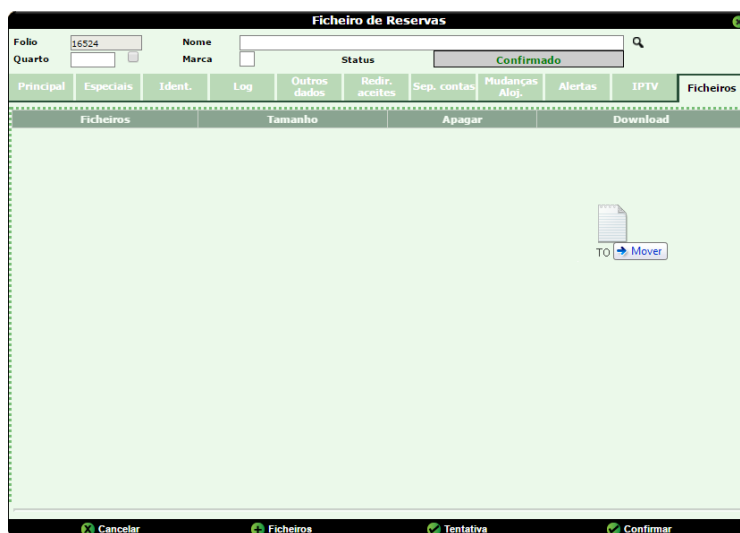 Ficheiro de Reservas
Folio 16524 Nome
Quarto Marca Status Confirmado
Principal Especiais Ident. Log Outros dados Redir. aceites Sep. contas Mudanças Aloj. Alertas IPTV Ficheiros
Ficheiros Tamanho Apagar Download
TO Mover
Cancelar Ficheiros Tentativa Confirmar